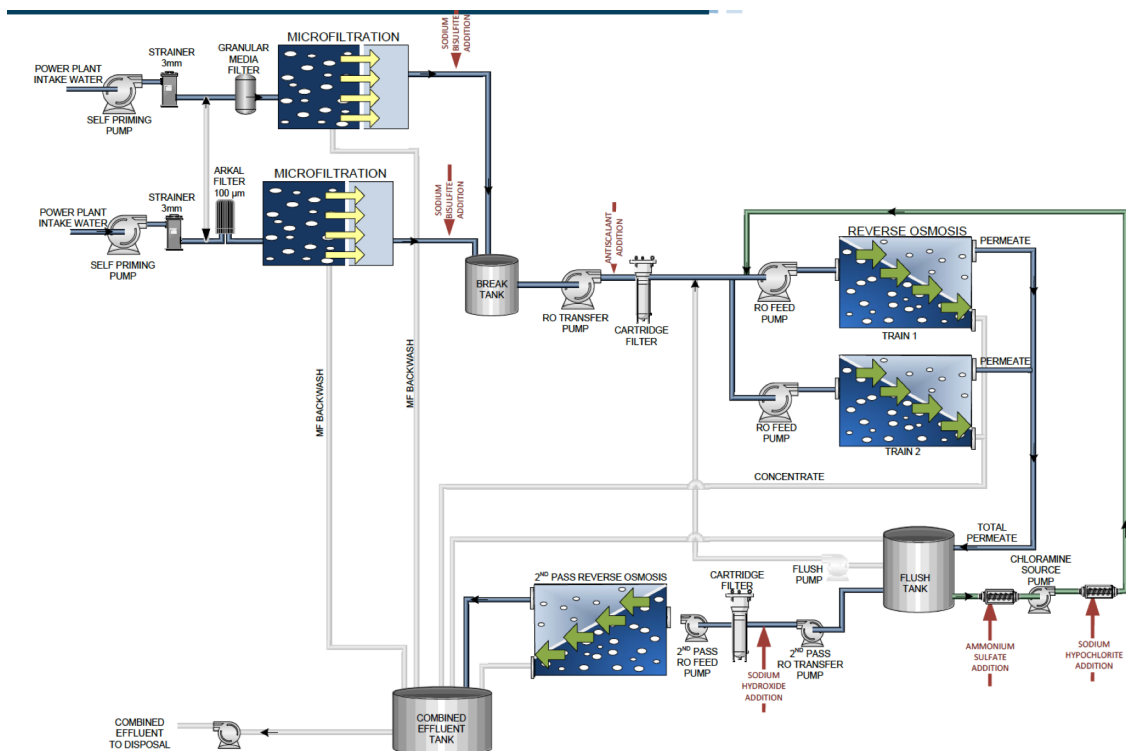 MICROFILTRATION
GRANULAR
MEDIA
FILTER
STRAINER
3mm
POWER PLANT
INTAKE WATER
SELF PRIMING
PUMP
SODIUM
BISULFITE
ADDITION
MICROFILTRATION
ARKAL
FILTER
100 µm
STRAINER
3mm
POWER PLANT
INTAKE WATER
SELF PRIMING
PUMP
SODIUM
BISULFITE
ADDITION
BREAK
TANK
RO TRANSFER
PUMP
ANTISCALANT
ADDITION
CARTRIDGE
FILTER
REVERSE OSMOSIS
PERMEATE
RO FEED
PUMP
TRAIN 1
PERMEATE
RO FEED
PUMP
TRAIN 2
MF BACKWASH
MF BACKWASH
CONCENTRATE
TOTAL
PERMEATE
FLUSH
PUMP
FLUSH
TANK
CHLORAMINE
SOURCE
PUMP
AMMONIUM
SULFATE
ADDITION
SODIUM
HYPOCHLORITE
ADDITION
2ND PASS REVERSE OSMOSIS
CARTRIDGE
FILTER
2ND PASS
RO FEED
PUMP
SODIUM
HYDROXIDE
ADDITION
2ND PASS
RO TRANSFER
PUMP
COMBINED
EFFLUENT
TANK
COMBINED
EFFLUENT
TO DISPOSAL